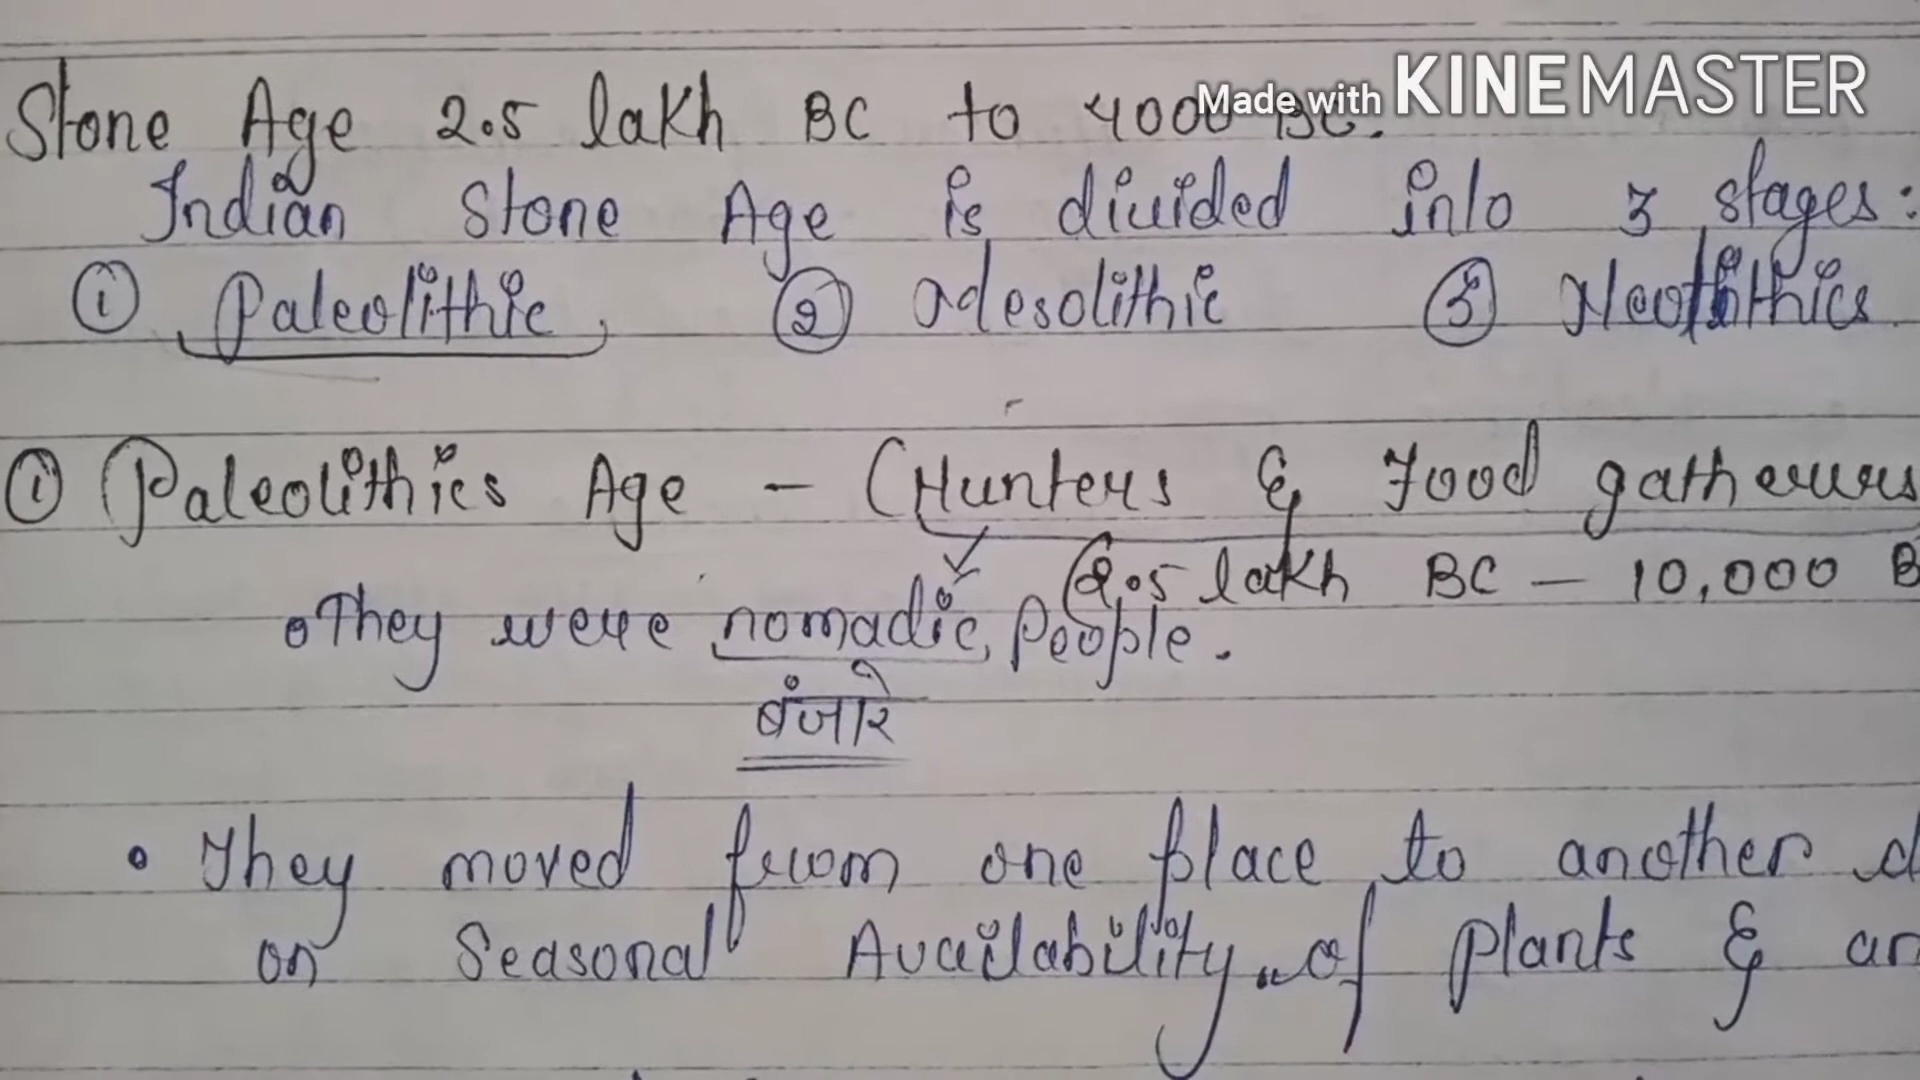 Made with KINEMASTER
Stone Age 2.5 lakh BC to 4000 BC.
Indian Stone Age is divided into 3 stages:
① Paleolithic, ② Mesolithic ③ Neolithics
① Paleolithics Age - (Hunters & Food gatherers
(2.5 lakh BC - 10,000 B
• They were nomadic, People.
बंजारे
• They moved from one place to another d
on Seasonal Availability of Plants & an